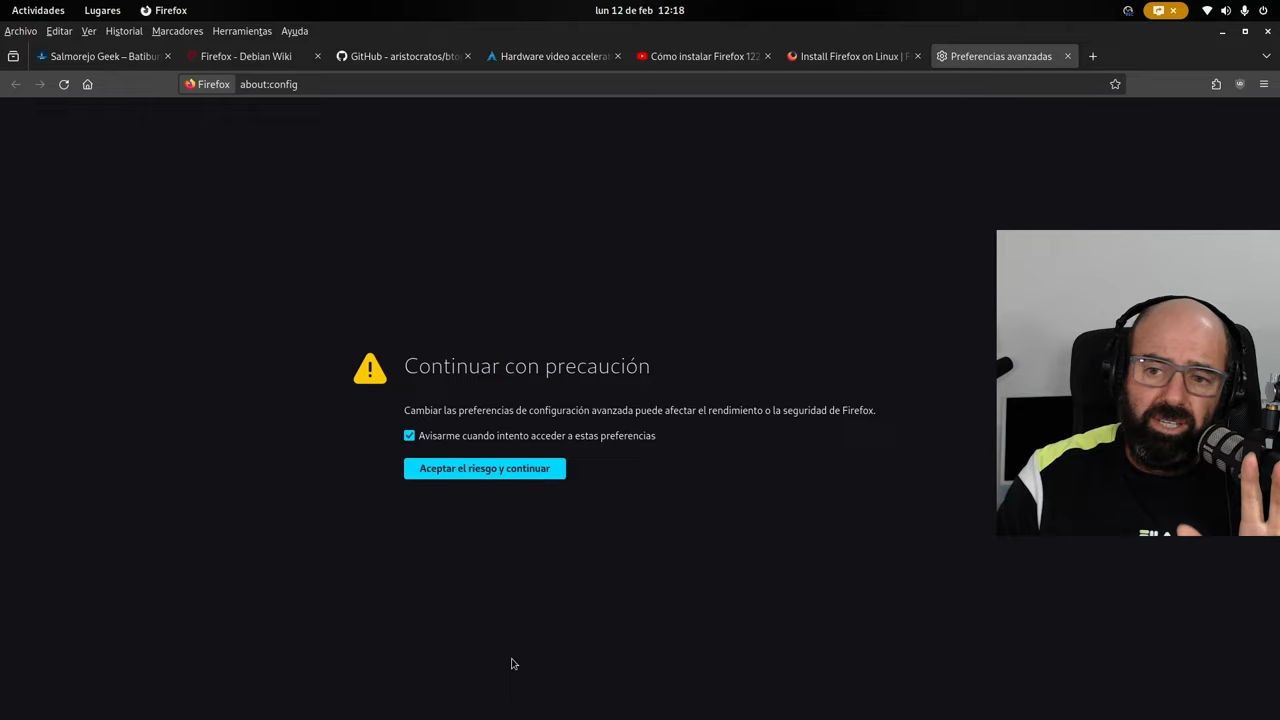 Actividades Lugares Firefox lun 12 de feb 12:18
Archivo Editar Ver Historial Marcadores Herramientas Ayuda
Salmorejo Geek – Batibur Firefox - Debian Wiki GitHub - aristocratos/btop Hardware video accelerat Cómo instalar Firefox 122 Install Firefox on Linux | F Preferencias avanzadas
Firefox about:config
Continuar con precaución
Cambiar las preferencias de configuración avanzada puede afectar el rendimiento o la seguridad de Firefox.
Avisarme cuando intento acceder a estas preferencias
Aceptar el riesgo y continuar